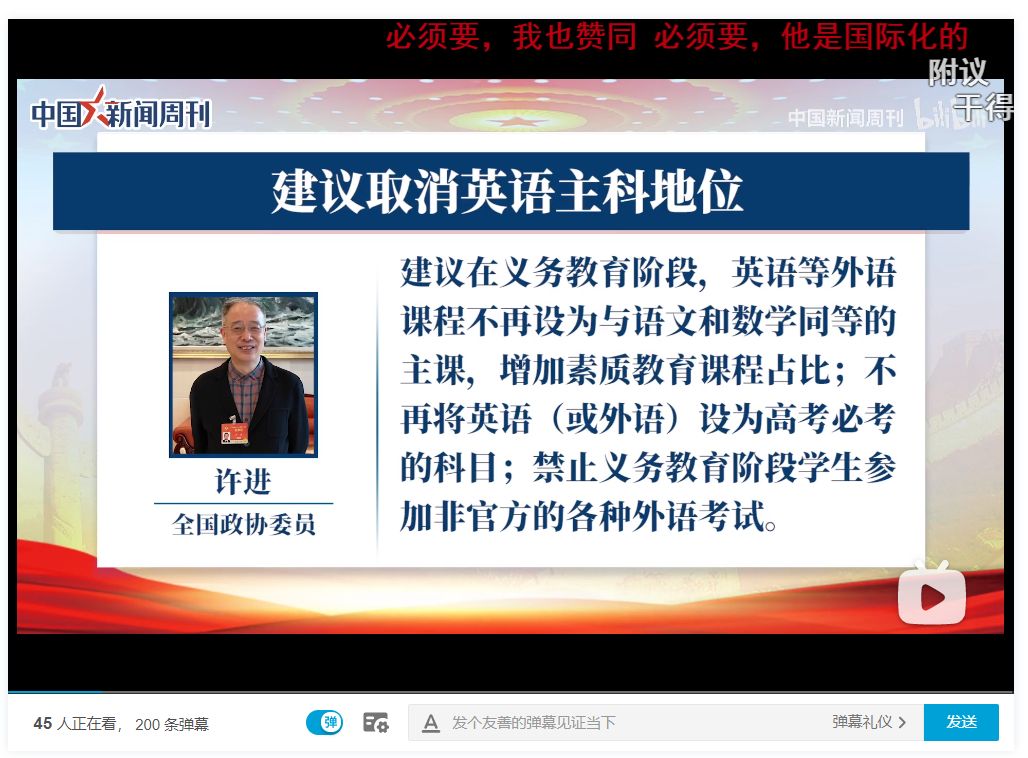 必须要，我也赞同 必须要，他是国际化的
附议
干得
中国新闻周刊
中国新闻周刊 bilibili
建议取消英语主科地位
建议在义务教育阶段，英语等外语
课程不再设为与语文和数学同等的
主课，增加素质教育课程占比；不
再将英语（或外语）设为高考必考
的科目；禁止义务教育阶段学生参
加非官方的各种外语考试。
许进
全国政协委员
45 人正在看， 200 条弹幕
弹
A 发个友善的弹幕见证当下
弹幕礼仪 >
发送